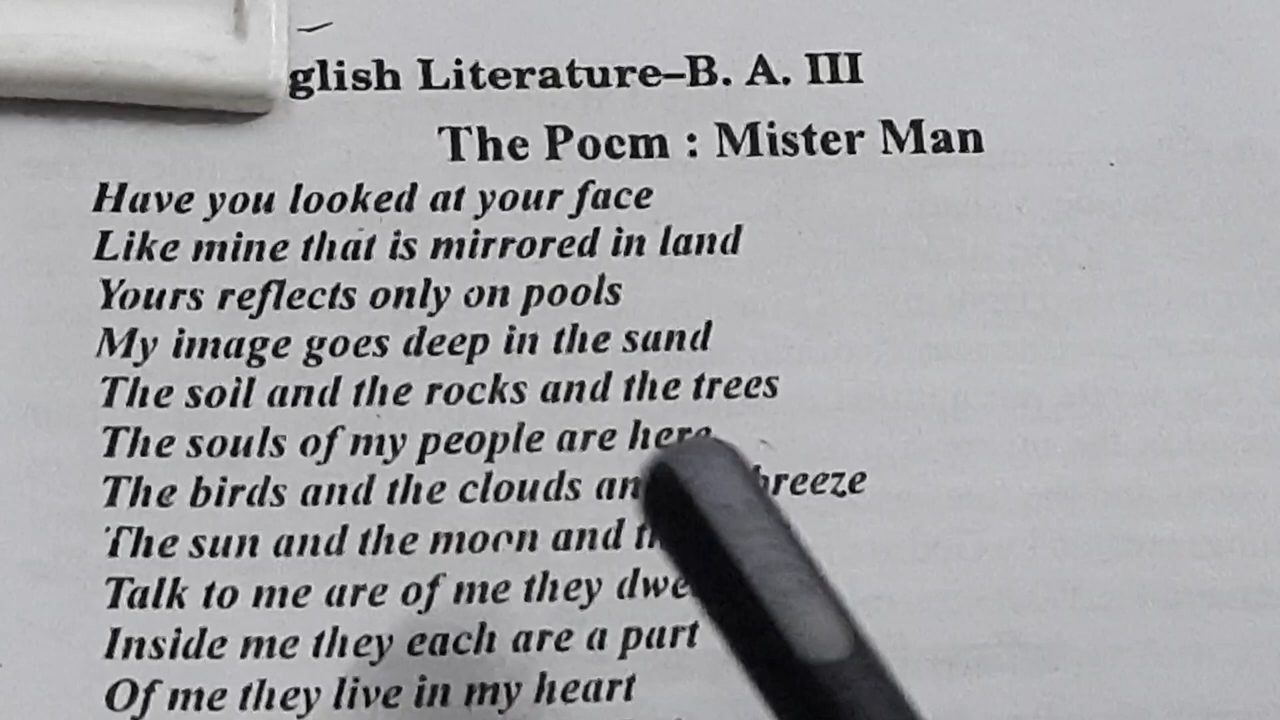 glish Literature–B. A. III
The Pocm : Mister Man
Have you looked at your face
Like mine that is mirrored in land
Yours reflects only on pools
My image goes deep in the sand
The soil and the rocks and the trees
The souls of my people are here
The birds and the clouds breeze
The sun and the moon and
Talk to me are of me they
Inside me they each are a part
Of me they live in my heart